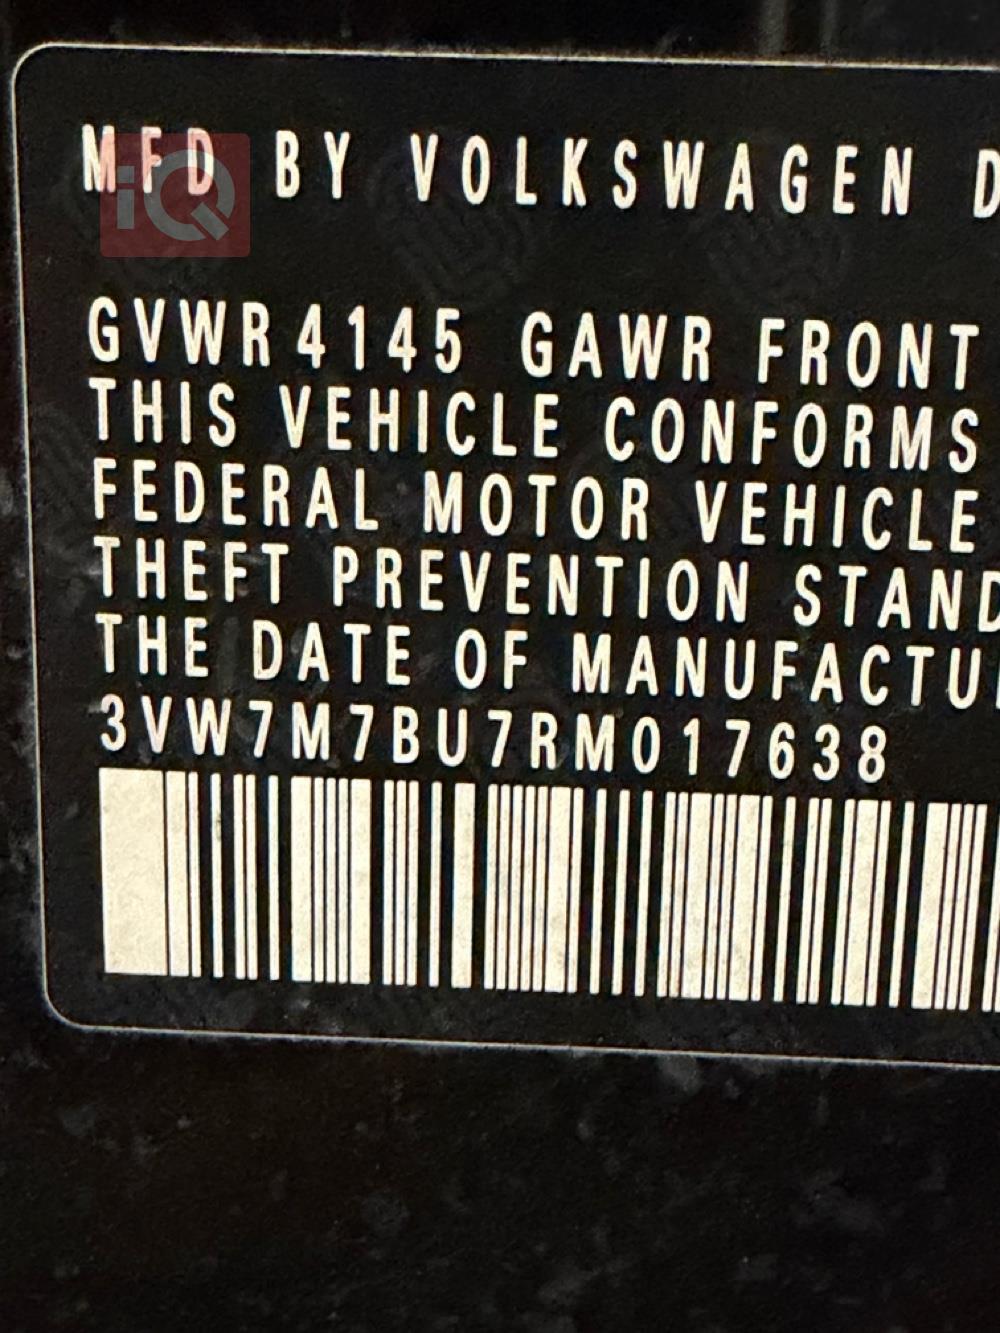 MFD BY VOLKSWAGEN D
iQ
GVWR 4145 GAWR FRONT
THIS VEHICLE CONFORMS
FEDERAL MOTOR VEHICLE
THEFT PREVENTION STAND
THE DATE OF MANUFACTU
3VW7M7BU7RM017638